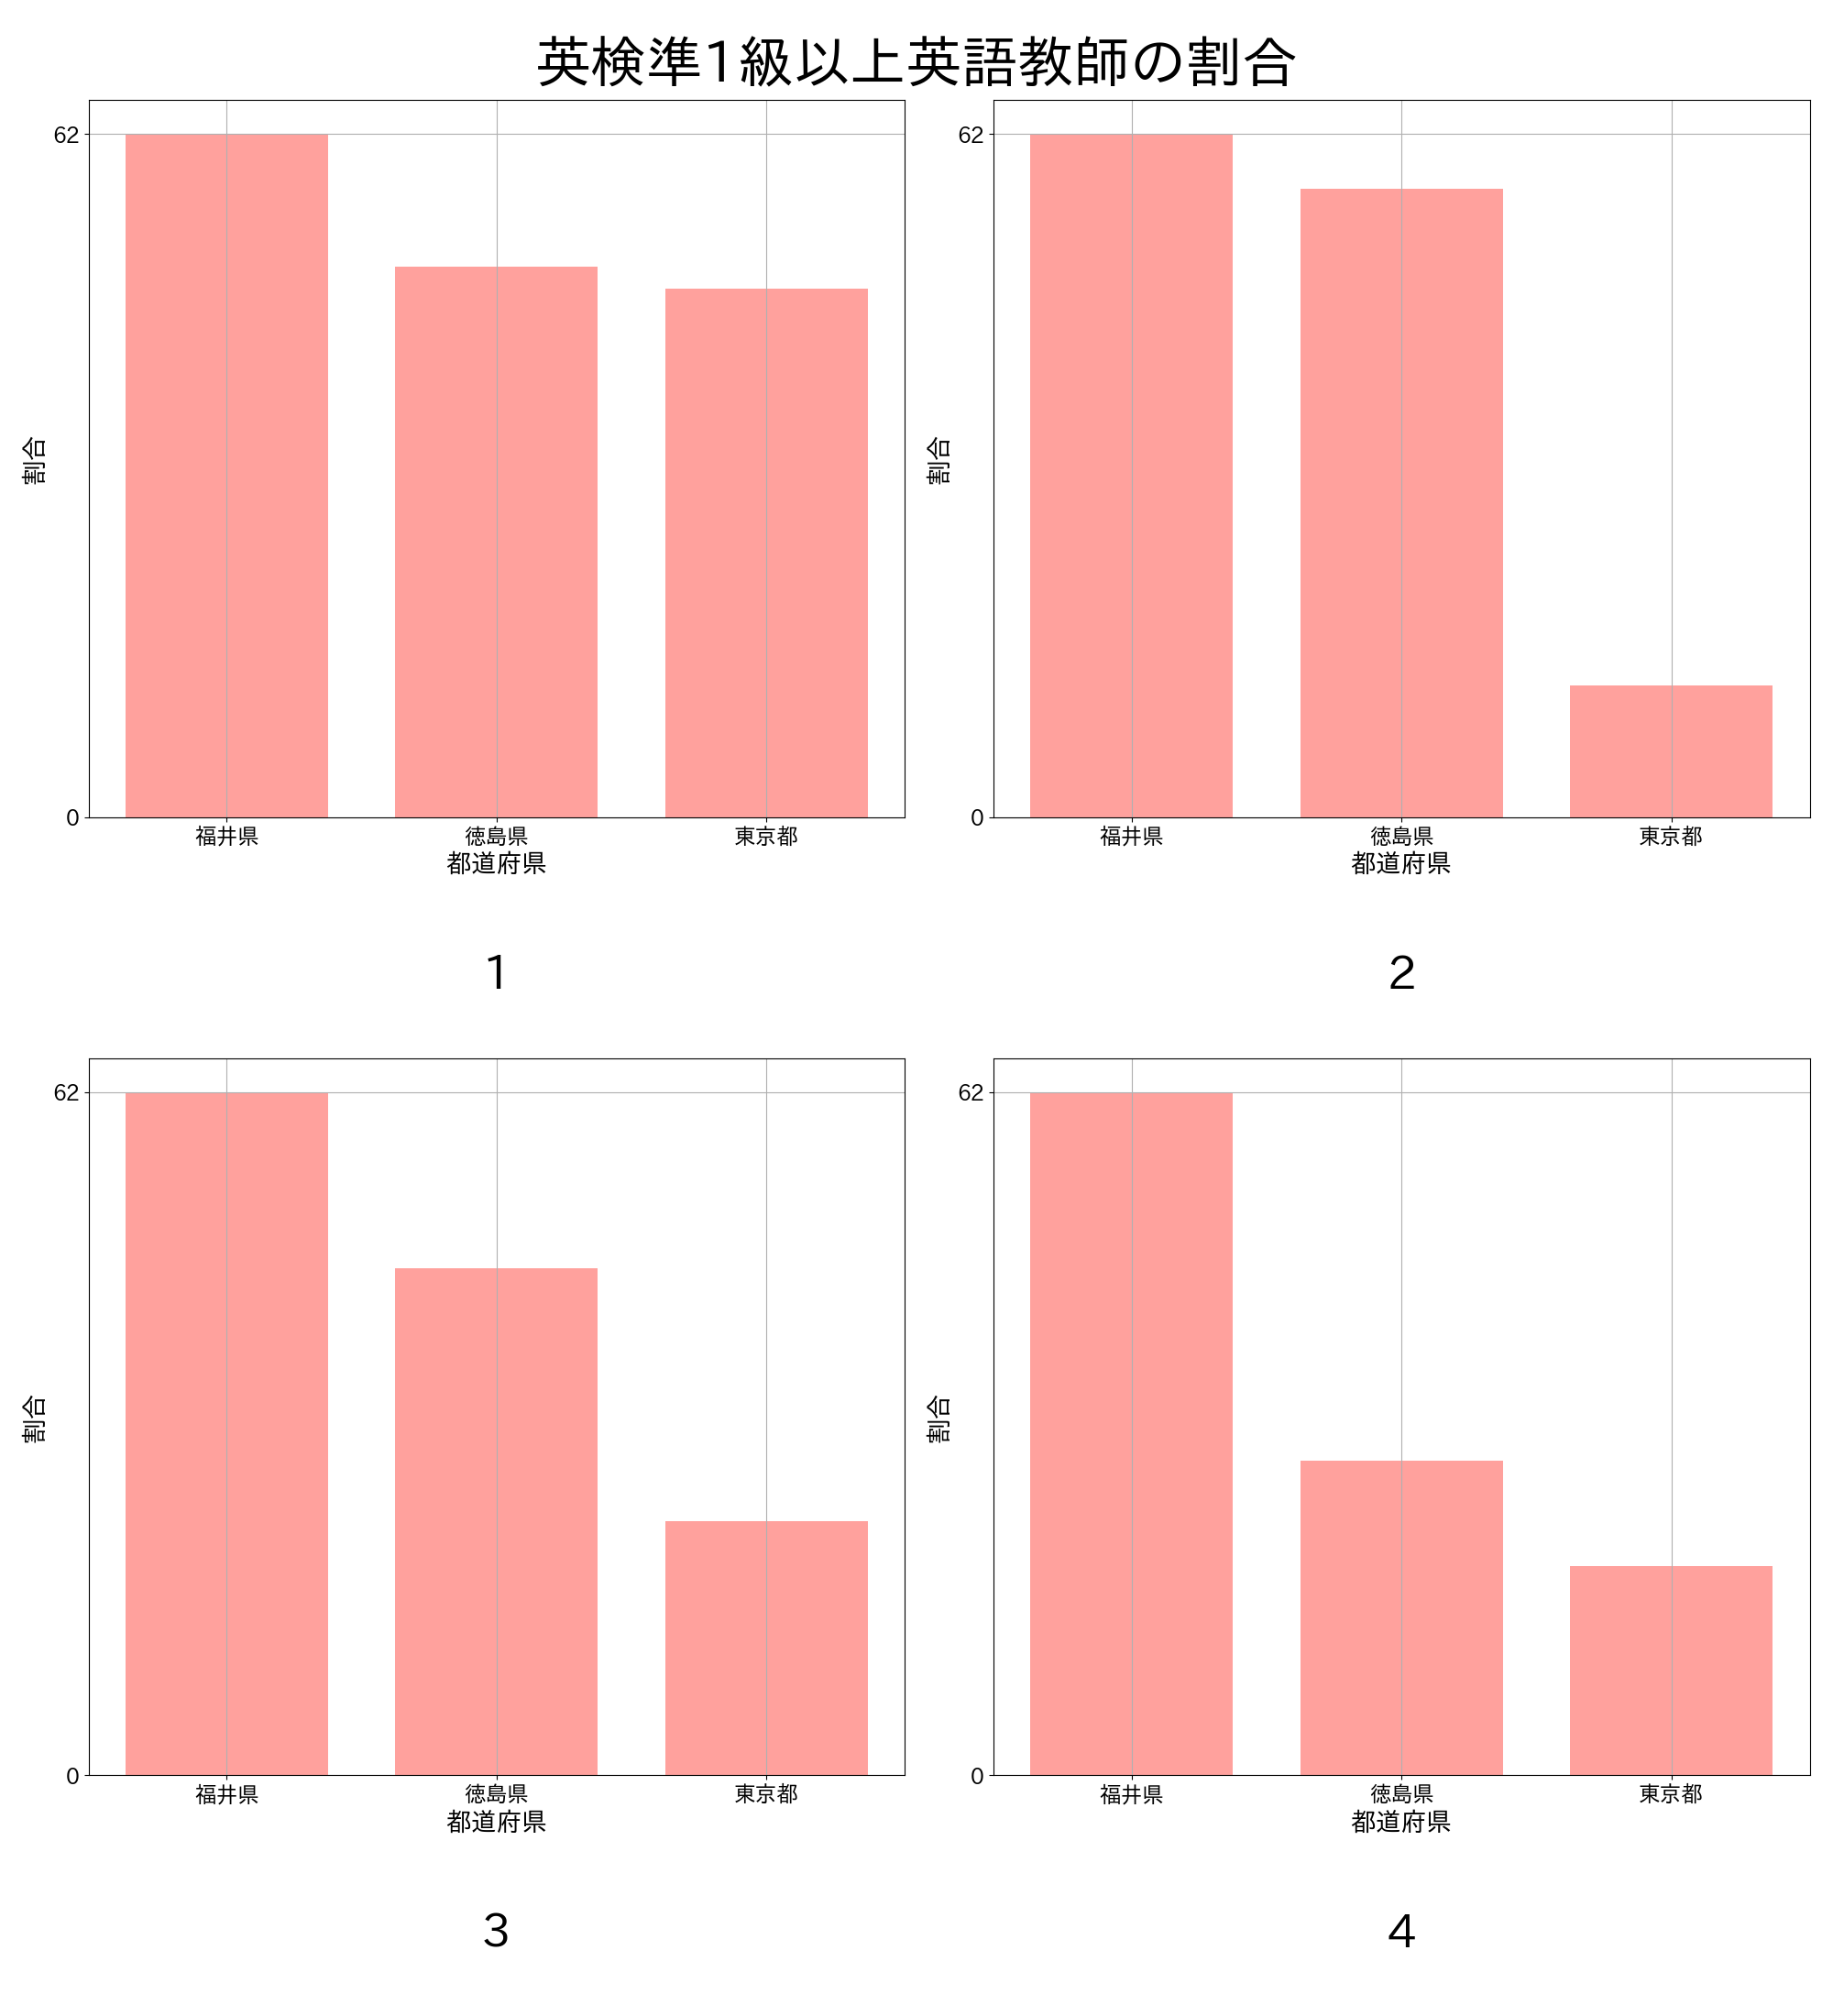 英検準1級以上英語教師の割合
62
割合
0
福井県
徳島県
東京都
都道府県
1
62
割合
0
福井県
徳島県
東京都
都道府県
2
62
割合
0
福井県
徳島県
東京都
都道府県
3
62
割合
0
福井県
徳島県
東京都
都道府県
4